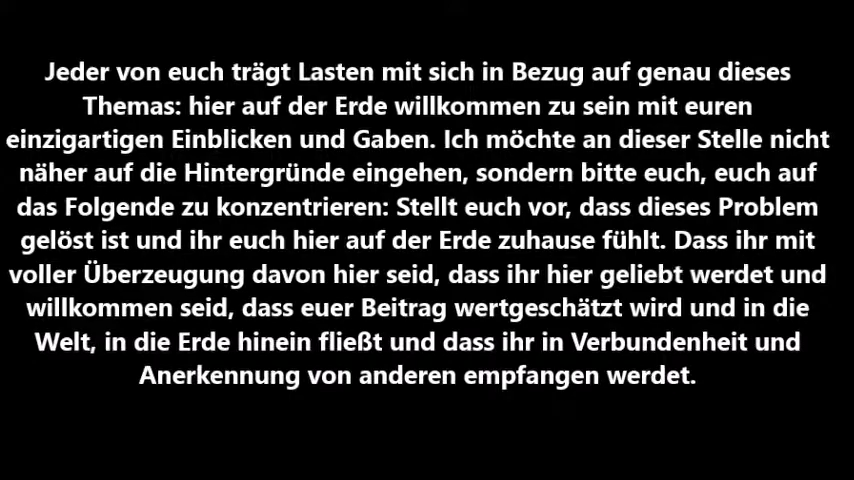 Jeder von euch trägt Lasten mit sich in Bezug auf genau dieses
Themas: hier auf der Erde willkommen zu sein mit euren
einzigartigen Einblicken und Gaben. Ich möchte an dieser Stelle nicht
näher auf die Hintergründe eingehen, sondern bitte euch, euch auf
das Folgende zu konzentrieren: Stellt euch vor, dass dieses Problem
gelöst ist und ihr euch hier auf der Erde zuhause fühlt. Dass ihr mit
voller Überzeugung davon hier seid, dass ihr hier geliebt werdet und
willkommen seid, dass euer Beitrag wertgeschätzt wird und in die
Welt, in die Erde hinein fließt und dass ihr in Verbundenheit und
Anerkennung von anderen empfangen werdet.